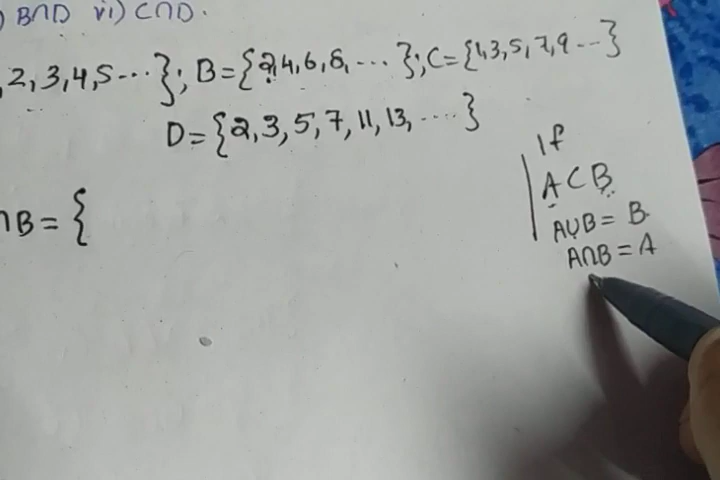 ) B∩D vi) C∩D.
, 2, 3, 4, 5 --- }; B = {2, 4, 6, 8, ---- }; C = {1, 3, 5, 7, 9 --- }
D = {2, 3, 5, 7, 11, 13, ---- }
∩B = {
If
A ⊂ B
A∪B = B
A∩B = A